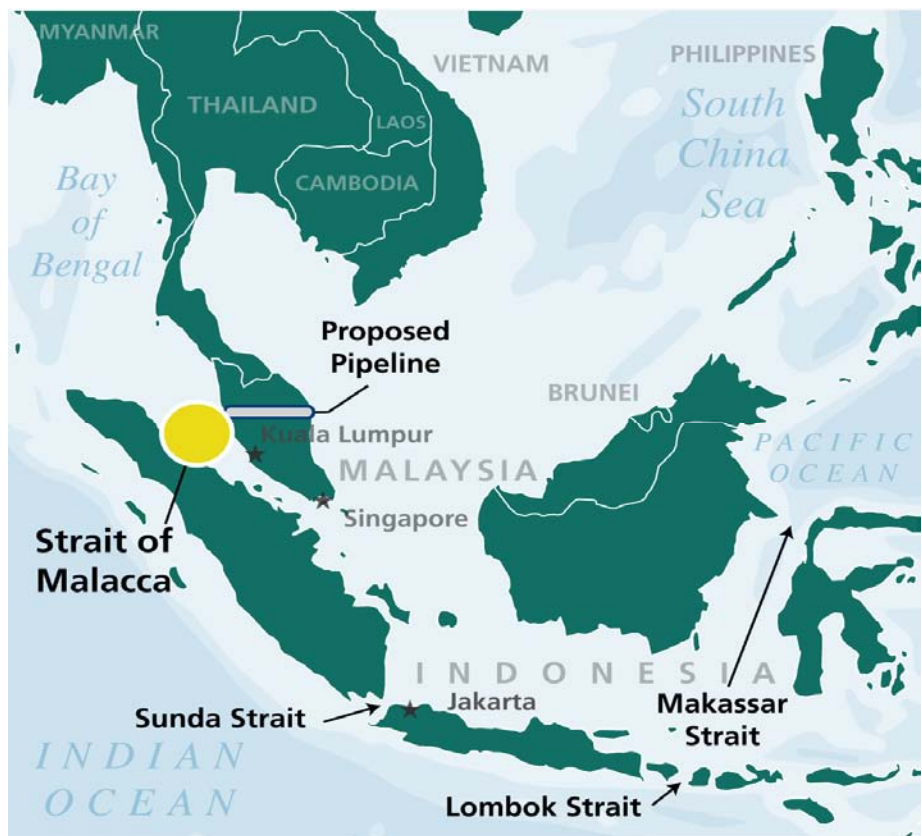 MYANMAR
VIETNAM
PHILIPPINES
THAILAND
South
China
Sea
LAOS
CAMBODIA
Bay
of
Bengal
Proposed
Pipeline
BRUNEI
Kuala Lumpur
PACIFIC
OCEAN
MALAYSIA
Singapore
Strait of
Malacca
INDONESIA
Jakarta
Makassar
Strait
Sunda Strait
INDIAN
OCEAN
Lombok Strait